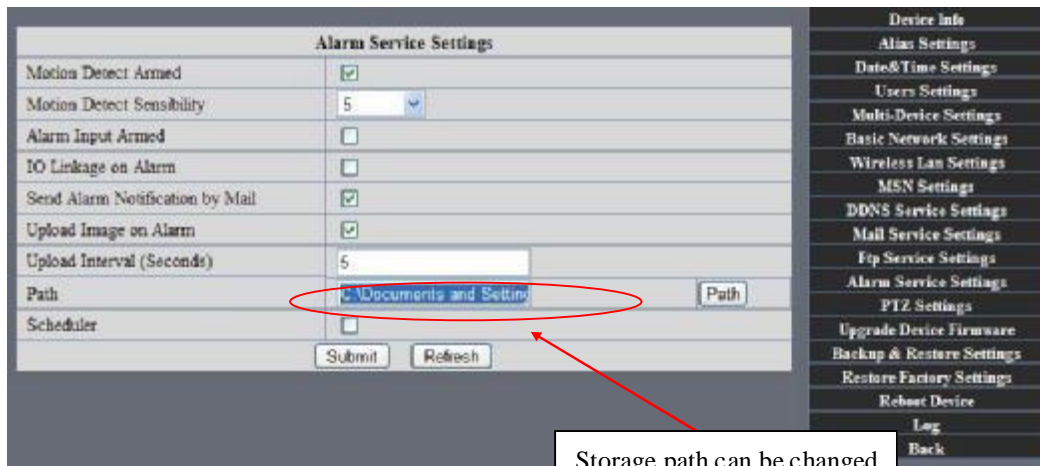 Alarm Service Settings
Motion Detect Armed
Motion Detect Sensibility 5
Alarm Input Armed
IO Linkage on Alarm
Send Alarm Notification by Mail
Upload Image on Alarm
Upload Interval (Seconds) 5
Path C:\Documents and Setting Path
Scheduler
Submit Refresh
Device Info
Alias Settings
Date&Time Settings
Users Settings
Multi-Device Settings
Basic Network Settings
Wireless Lan Settings
MSN Settings
DDNS Service Settings
Mail Service Settings
Ftp Service Settings
Alarm Service Settings
PTZ Settings
Upgrade Device Firmware
Backup & Restore Settings
Restore Factory Settings
Reboot Device
Log
Back
Storage path can be changed